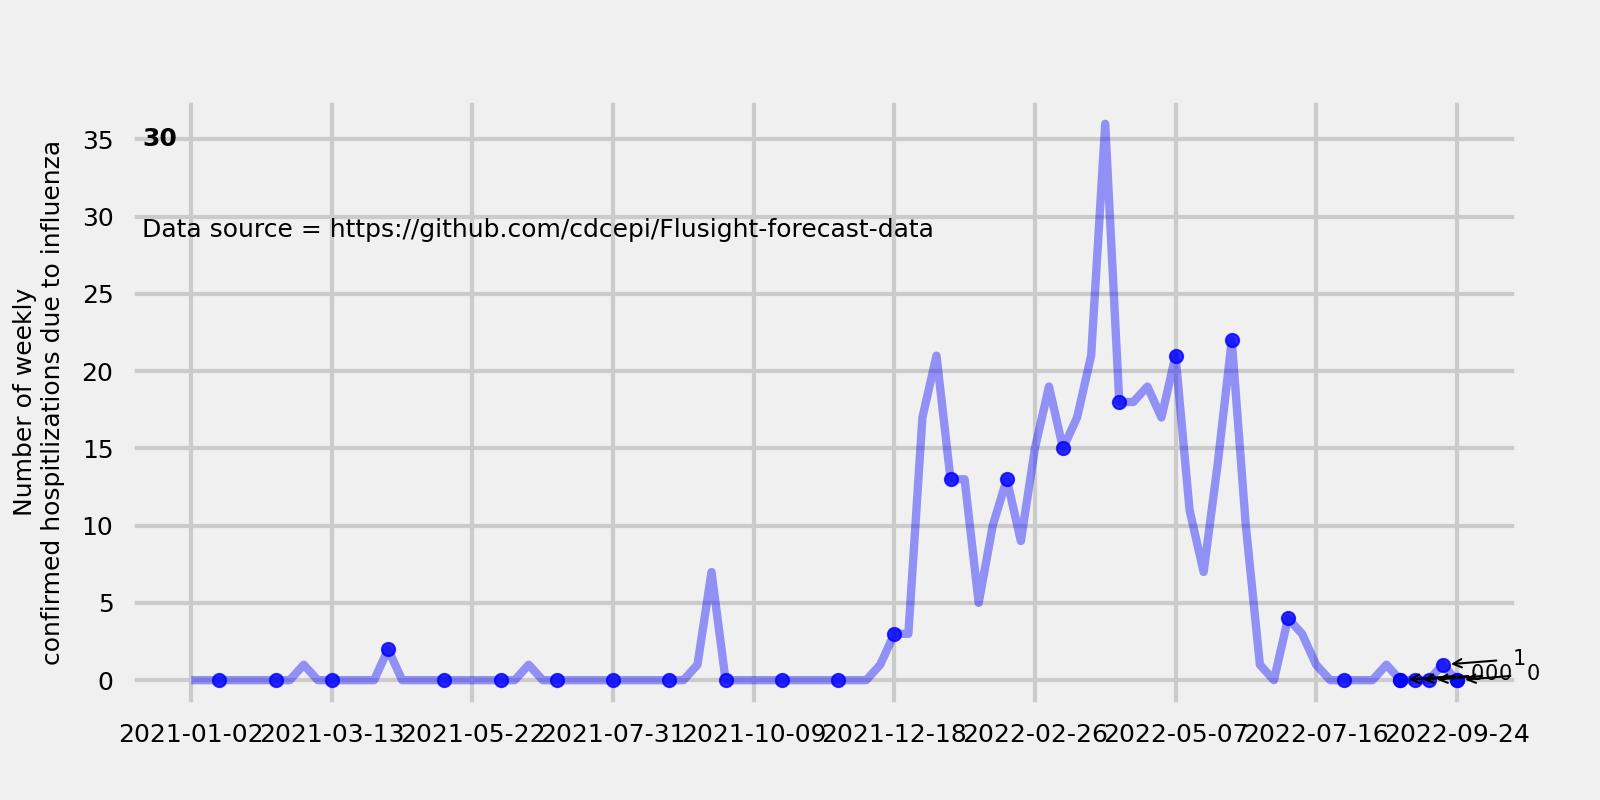 30
Data source = https://github.com/cdcepi/Flusight-forecast-data
Number of weekly
confirmed hospitlizations due to influenza
35
30
25
20
15
10
5
0
0 0 0 1 0
2021-01-02 2021-03-13 2021-05-22 2021-07-31 2021-10-09 2021-12-18 2022-02-26 2022-05-07 2022-07-16 2022-09-24